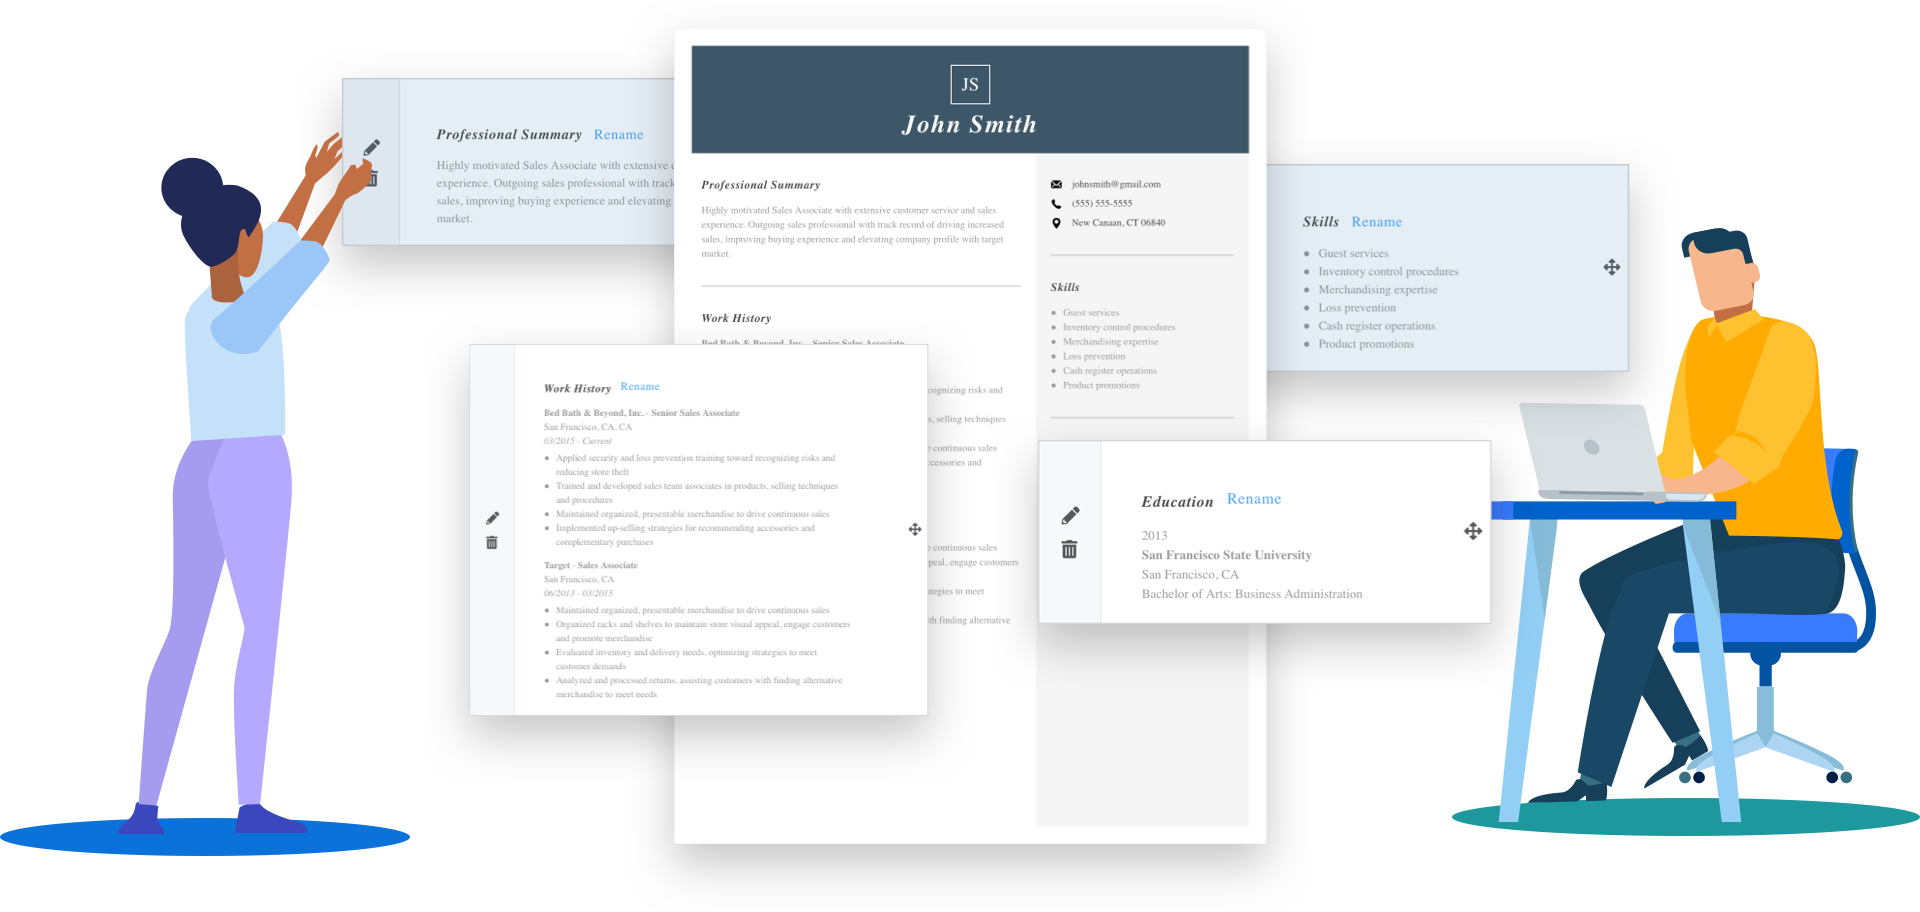 JS
John Smith
Professional Summary Rename
Highly motivated Sales Associate with extensive
experience. Outgoing sales professional with track
sales, improving buying experience and elevating
market.
Professional Summary
Highly motivated Sales Associate with extensive customer service and sales
experience. Outgoing sales professional with track record of driving increased
sales, improving buying experience and elevating company profile with target
market.
Work History
Bed Bath & Beyond, Inc. - Senior Sales Associate
cognizing risks and
s, selling techniques
continuous sales
ccessories and
continuous sales
peal, engage customers
ategies to meet
ith finding alternative
johnsmith@gmail.com
(555) 555-5555
New Canaan, CT 06840
Skills
● Guest services
● Inventory control procedures
● Merchandising expertise
● Loss prevention
● Cash register operations
● Product promotions
Skills Rename
● Guest services
● Inventory control procedures
● Merchandising expertise
● Loss prevention
● Cash register operations
● Product promotions
Work History Rename
Bed Bath & Beyond, Inc. - Senior Sales Associate
San Francisco, CA, CA
03/2015 - Current
● Applied security and loss prevention training toward recognizing risks and
reducing store theft
● Trained and developed sales team associates in products, selling techniques
and procedures
● Maintained organized, presentable merchandise to drive continuous sales
● Implemented up-selling strategies for recommending accessories and
complementary purchases
Target - Sales Associate
San Francisco, CA
06/2013 - 03/2015
● Maintained organized, presentable merchandise to drive continuous sales
● Organized racks and shelves to maintain store visual appeal, engage customers
and promote merchandise
● Evaluated inventory and delivery needs, optimizing strategies to meet
customer demands
● Analyzed and processed returns, assisting customers with finding alternative
merchandise to meet needs
Education Rename
2013
San Francisco State University
San Francisco, CA
Bachelor of Arts: Business Administration